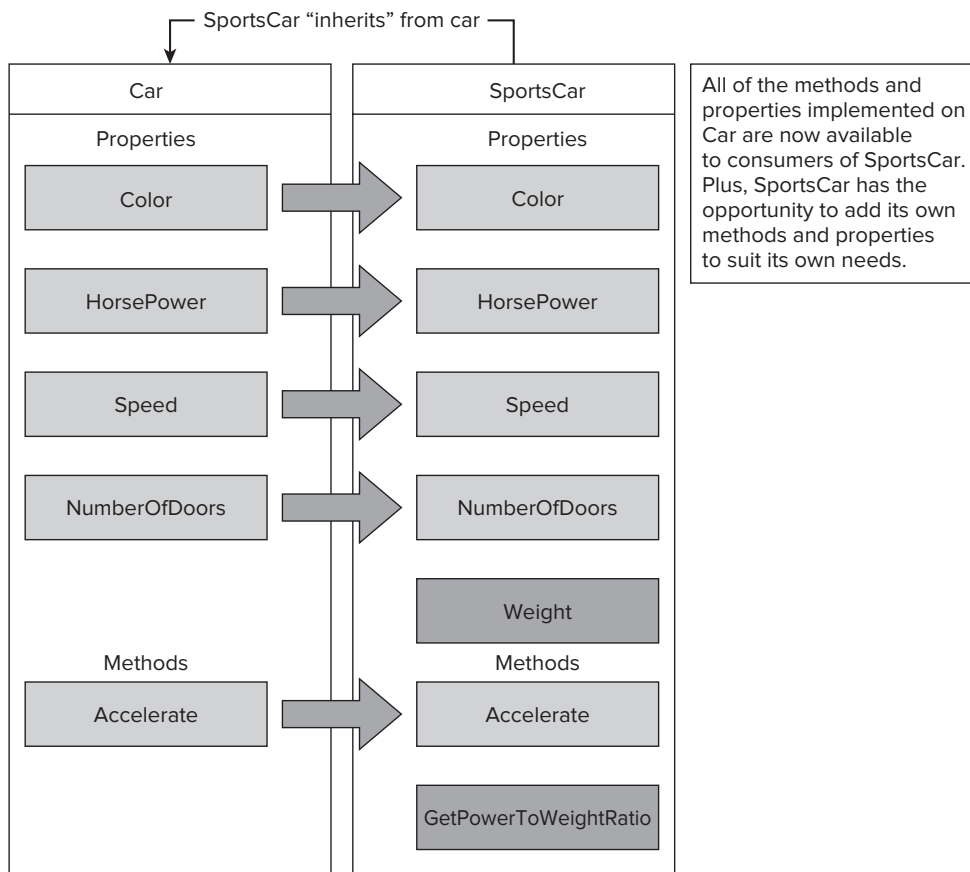 SportsCar “inherits” from car
Car
Properties
Color
HorsePower
Speed
NumberOfDoors
Methods
Accelerate
SportsCar
Properties
Color
HorsePower
Speed
NumberOfDoors
Weight
Methods
Accelerate
GetPowerToWeightRatio
All of the methods and
properties implemented on
Car are now available
to consumers of SportsCar.
Plus, SportsCar has the
opportunity to add its own
methods and properties
to suit its own needs.